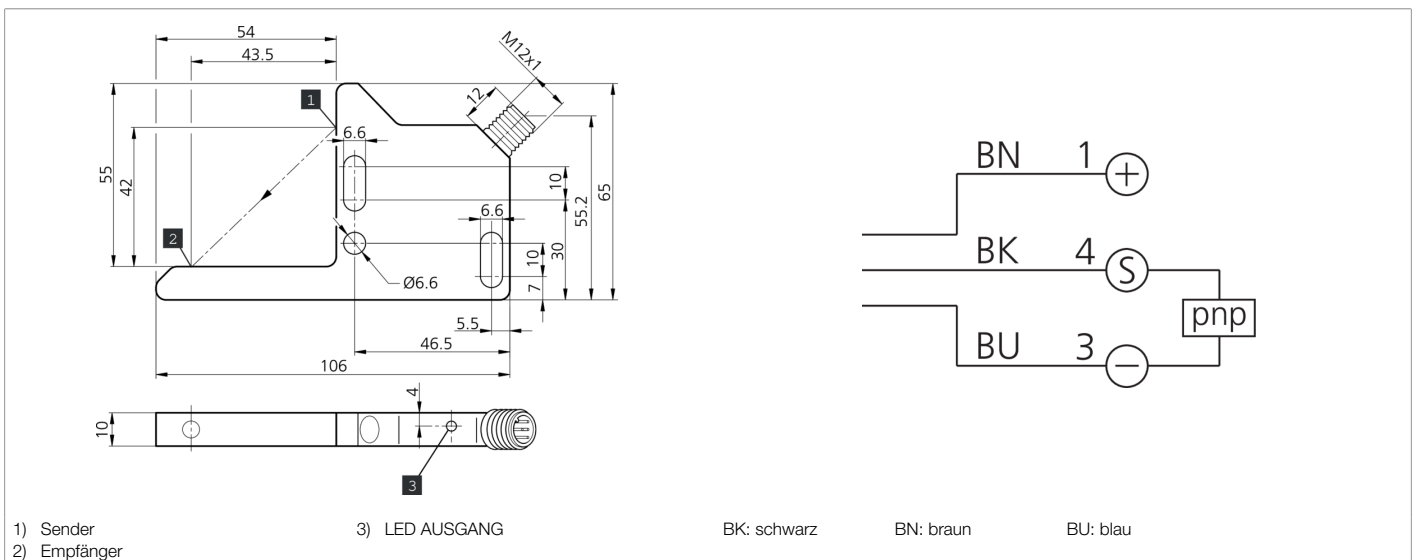 54
43.5
M12x1
12
1
6.6
55
42
10
55.2
65
6.6
2
30
10
Ø6.6
7
5.5
46.5
106
4
10
3
BN 1 +
BK 4 S
pnp
BU 3 −
1) Sender 3) LED AUSGANG BK: schwarz BN: braun BU: blau
2) Empfänger